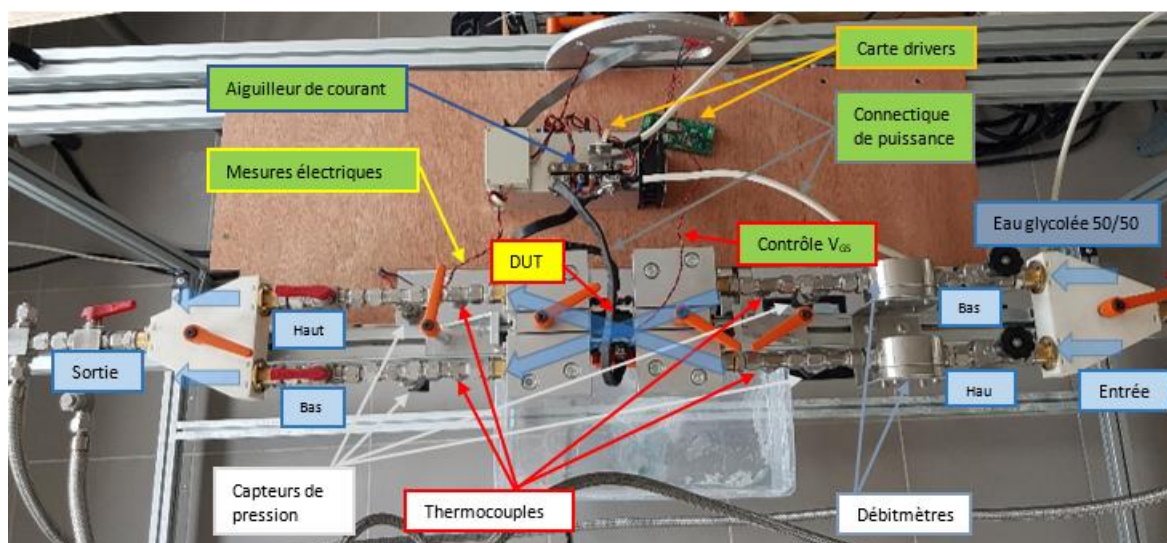 Carte drivers
Aiguilleur de courant
Connectique
de puissance
Mesures électriques
Eau glycolée 50/50
Contrôle VGS
DUT
Haut
Bas
Sortie
Bas
Hau
Entrée
Capteurs de
pression
Thermocouples
Débitmètres